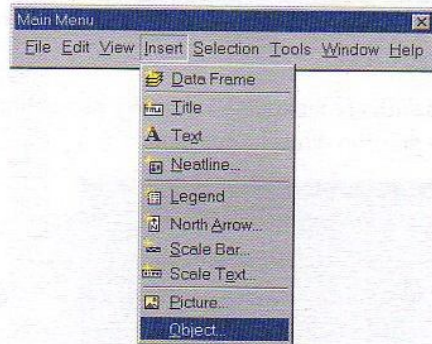 Main Menu
File Edit View Insert Selection Tools Window Help
Data Frame
Title
Text
Neatline...
Legend
North Arrow...
Scale Bar...
Scale Text...
Picture...
Object...